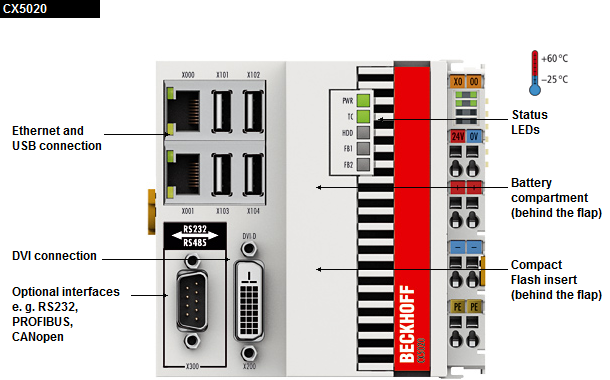 CX5020
+60°C
−25°C
X000 X101 X102
X0 00
PWR
TC
HDD
FB1
FB2
Status
LEDs
24V 0V
Ethernet and
USB connection
X001 X103 X104
Battery
compartment
(behind the flap)
+ +
RS232
RS485
DVI-D
DVI connection
− −
Compact
Flash insert
(behind the flap)
Optional interfaces
e. g. RS232,
PROFIBUS,
CANopen
PE PE
BECKHOFF
X300 X200